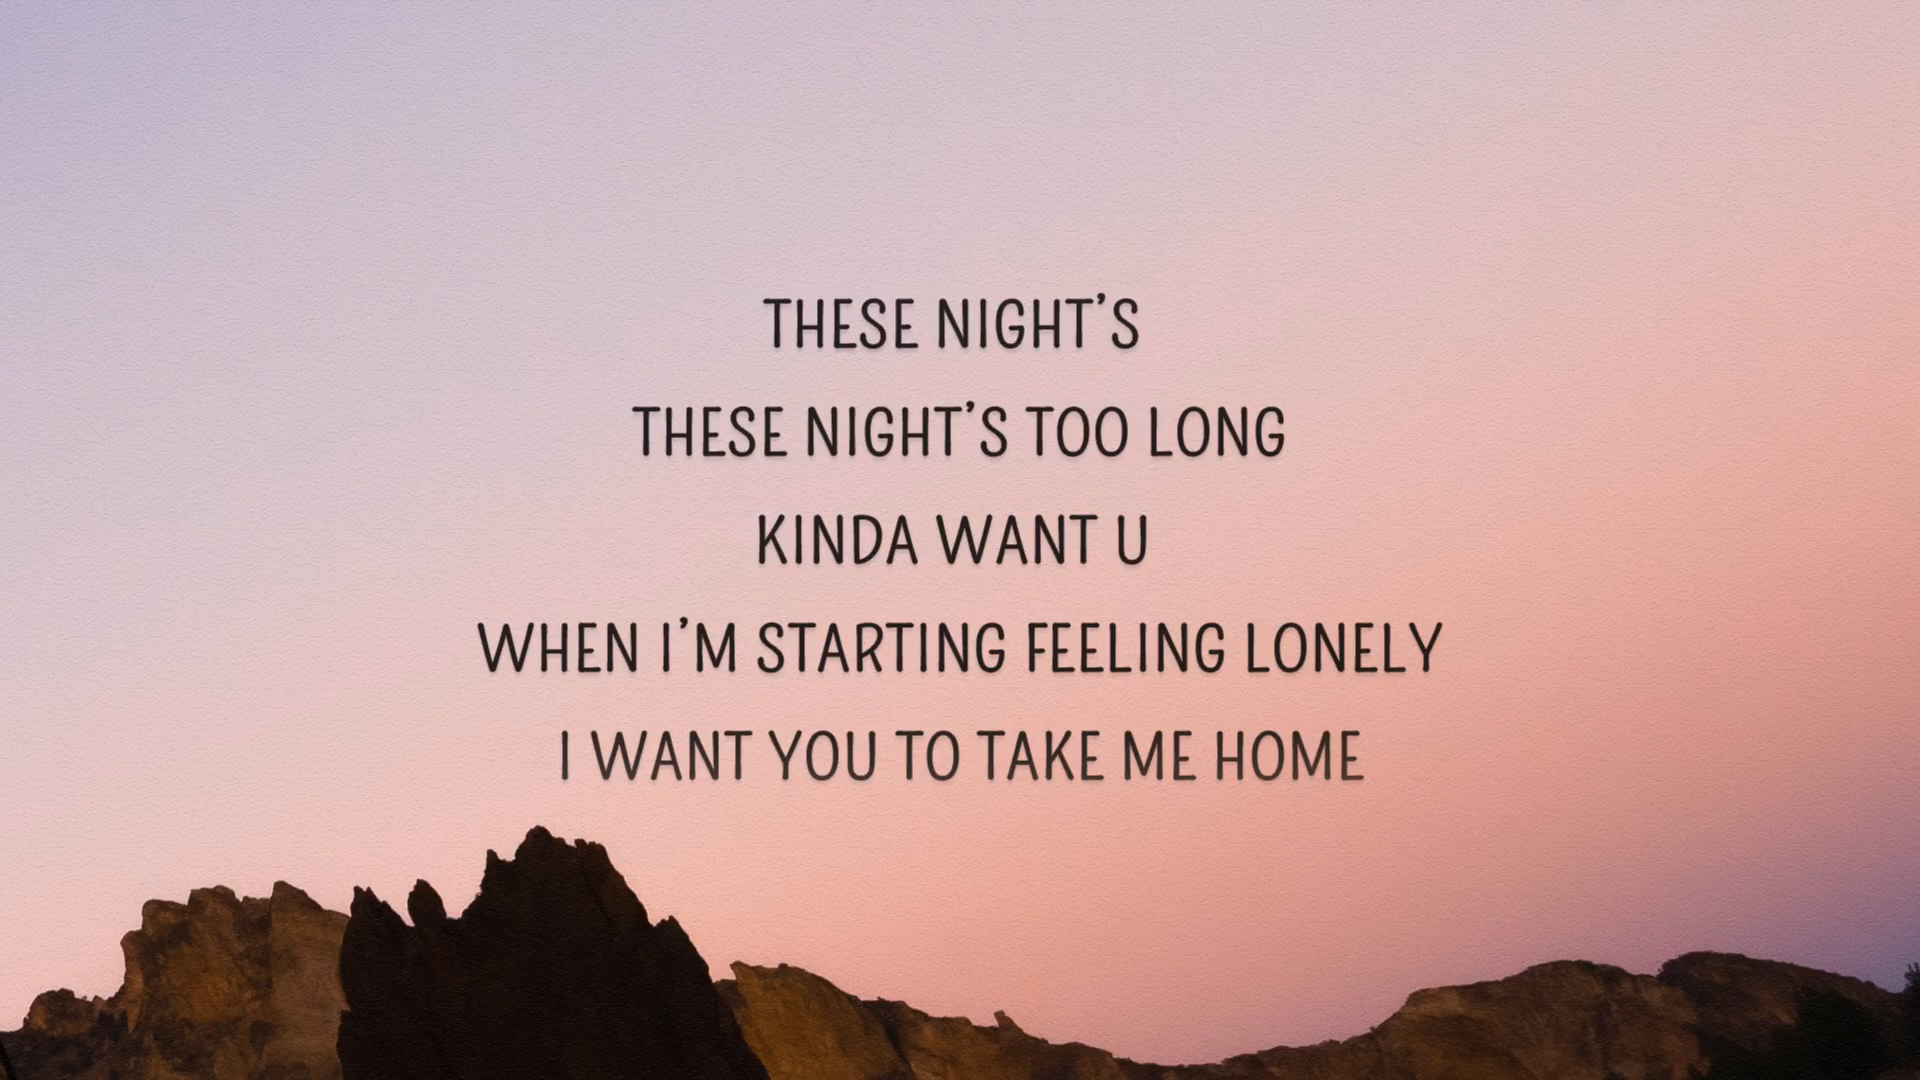 THESE NIGHT'S
THESE NIGHT'S TOO LONG
KINDA WANT U
WHEN I'M STARTING FEELING LONELY
I WANT YOU TO TAKE ME HOME